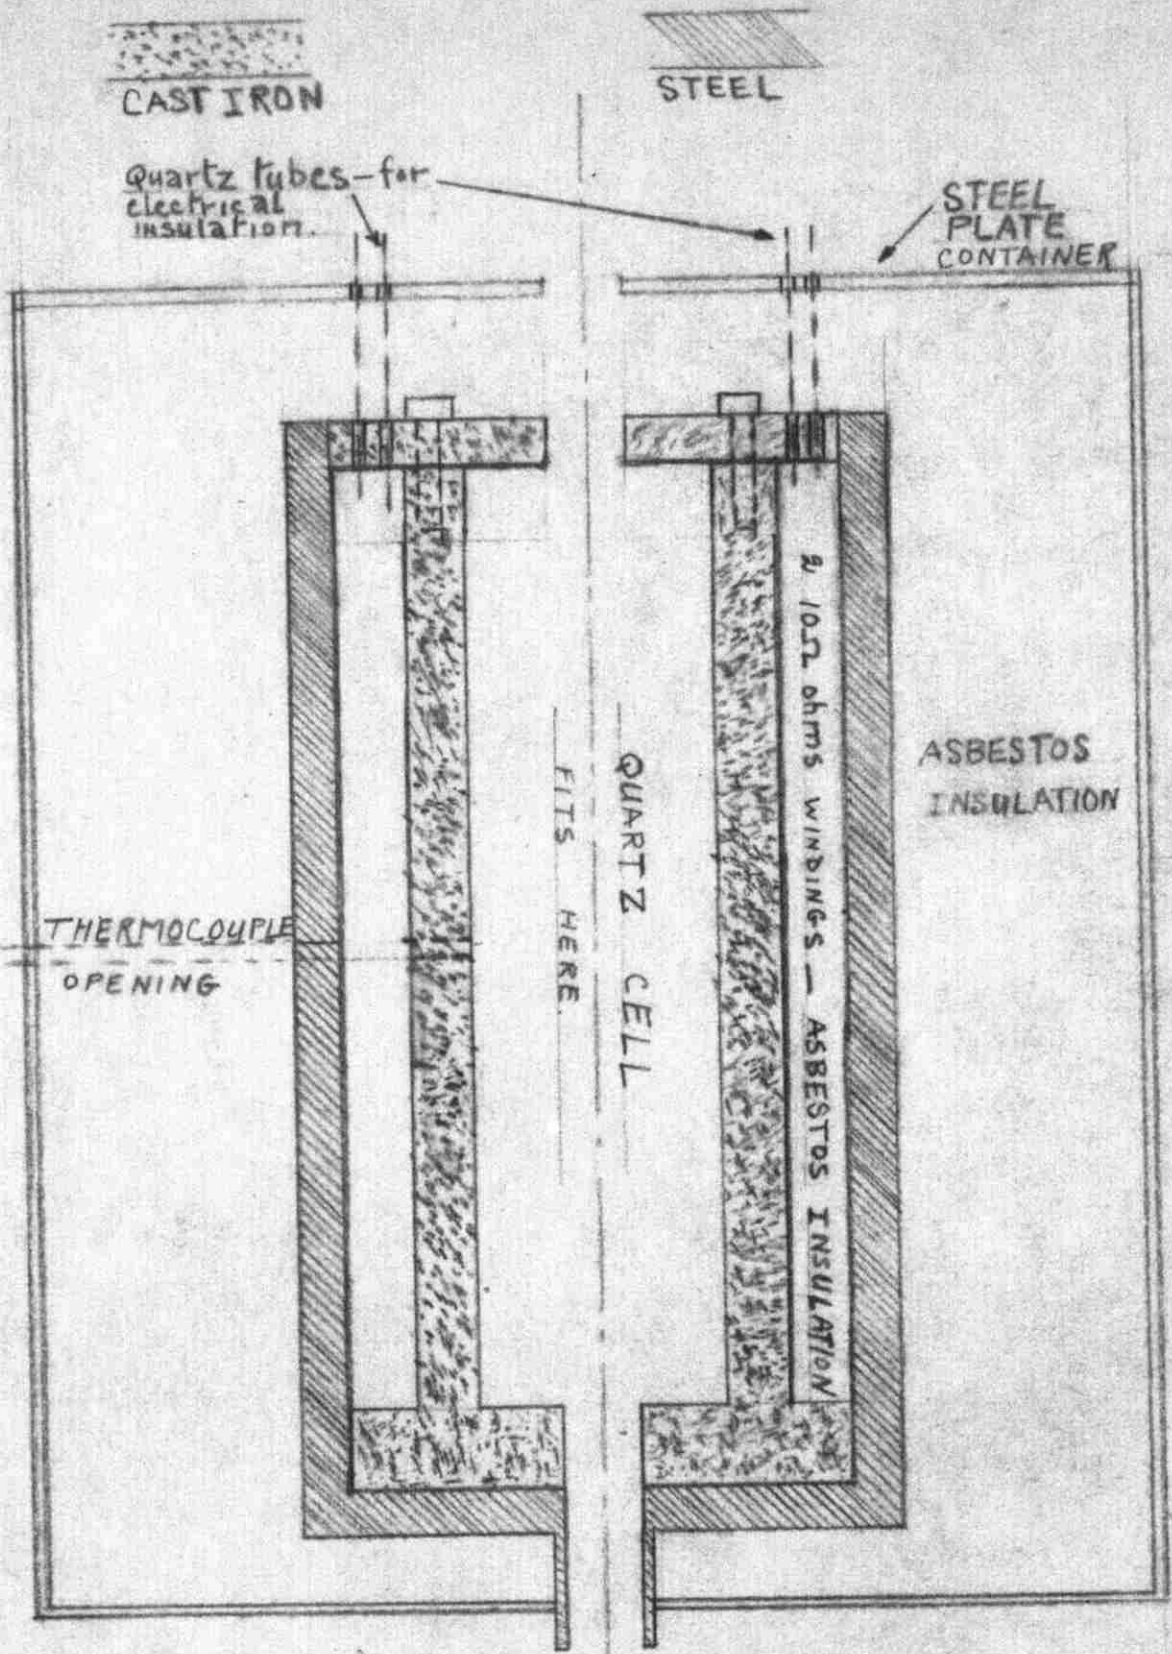 CAST IRON
STEEL
Quartz tubes-for
electrical
insulation.
STEEL
PLATE
CONTAINER
2 10Ω ohms WINDINGS — ASBESTOS INSULATION
ASBESTOS
INSULATION
QUARTZ CELL
FITS HERE.
THERMOCOUPLE
OPENING